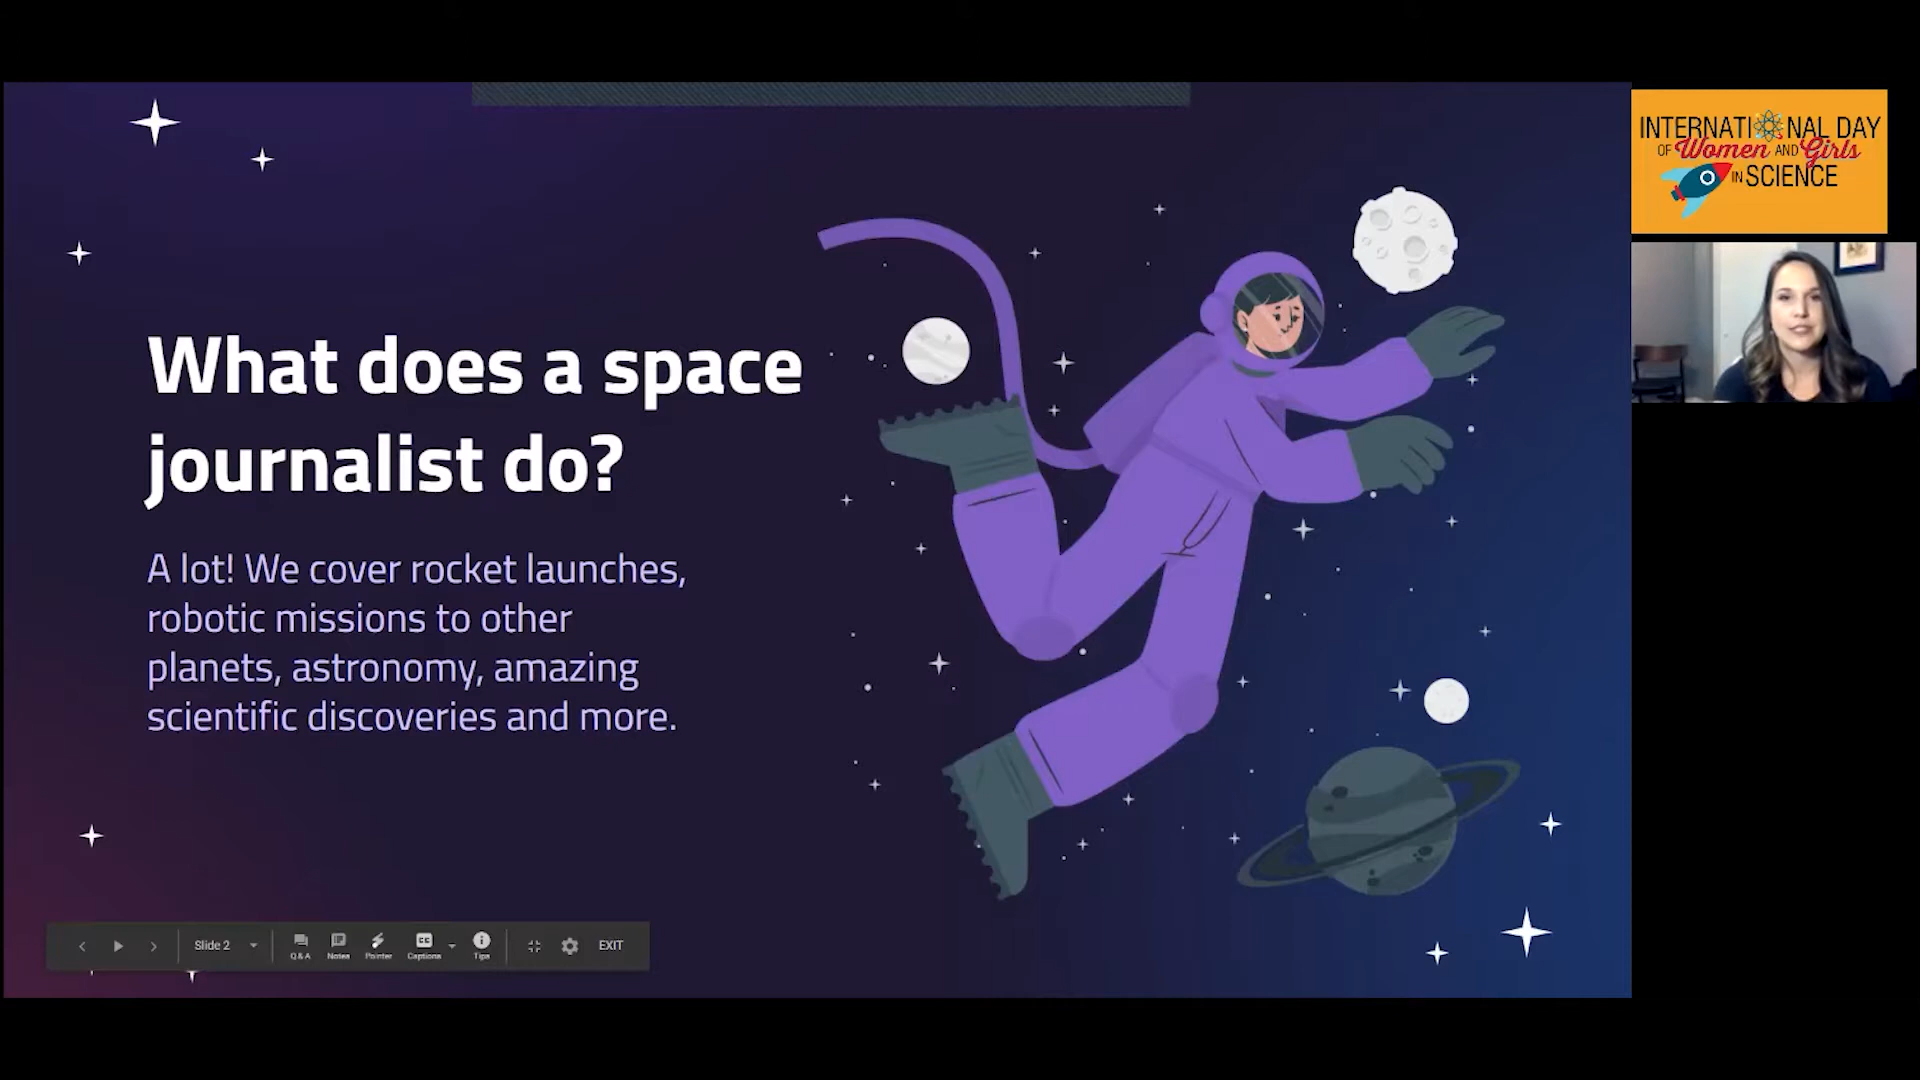 What does a space
journalist do?
A lot! We cover rocket launches,
robotic missions to other
planets, astronomy, amazing
scientific discoveries and more.
Slide 2
Q&A
Notes
Pointer
Captions
Tips
EXIT
INTERNATIONAL DAY
OF Women AND Girls
IN SCIENCE